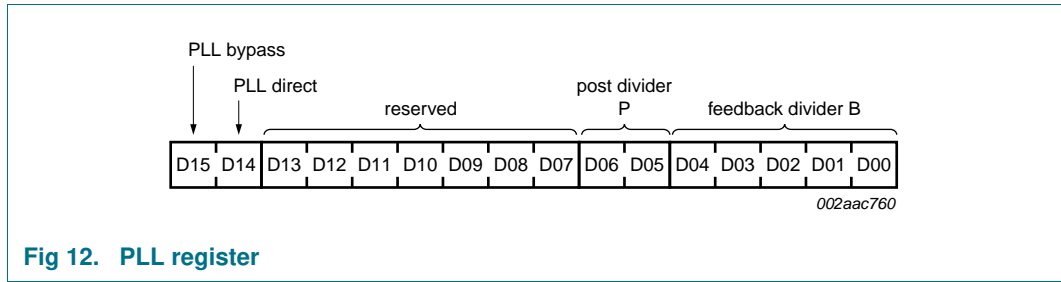 PLL bypass
PLL direct
reserved
post divider
P
feedback divider B
D15 D14 D13 D12 D11 D10 D09 D08 D07 D06 D05 D04 D03 D02 D01 D00
002aac760
Fig 12. PLL register